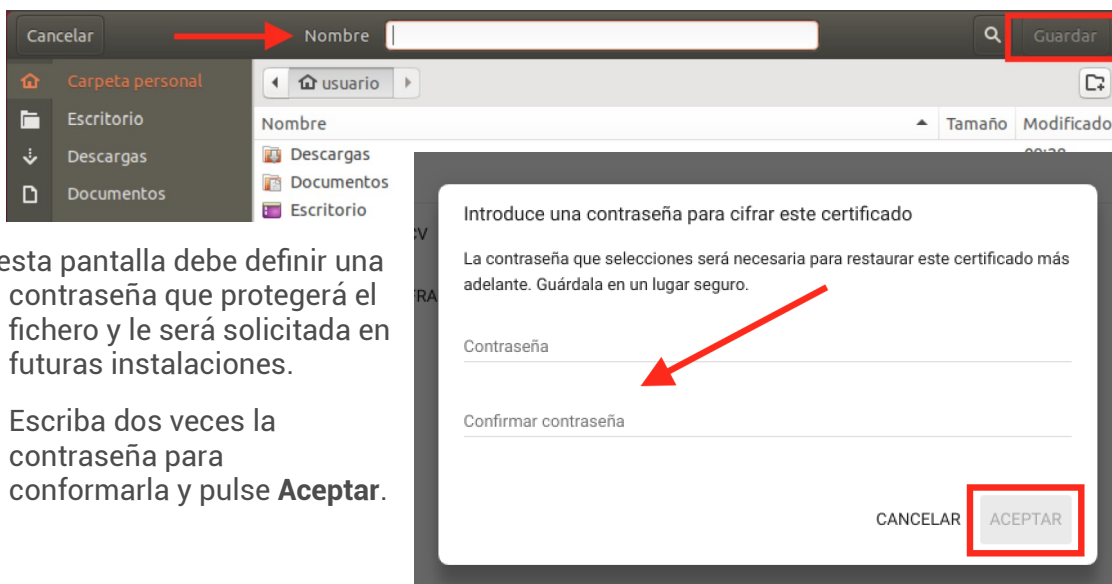 Cancelar Nombre Guardar
Carpeta personal usuario
Escritorio Nombre Tamaño Modificado
Descargas Descargas
Documentos Documentos
Escritorio
esta pantalla debe definir una
contraseña que protegerá el
fichero y le será solicitada en
futuras instalaciones.
Escriba dos veces la
contraseña para
conformarla y pulse Aceptar.
CV
FRA
Introduce una contraseña para cifrar este certificado
La contraseña que selecciones será necesaria para restaurar este certificado más
adelante. Guárdala en un lugar seguro.
Contraseña
Confirmar contraseña
CANCELAR ACEPTAR